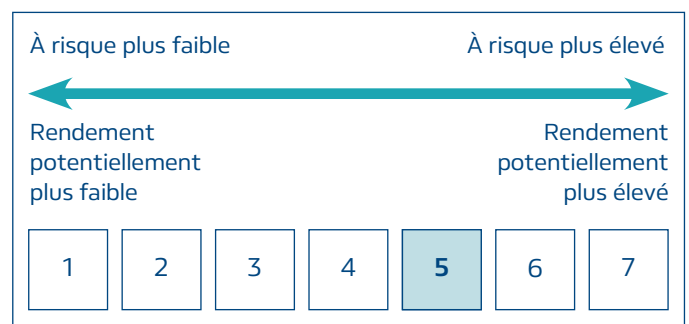 À risque plus faible
À risque plus élevé
Rendement
potentiellement
plus faible
Rendement
potentiellement
plus élevé
1 2 3 4 5 6 7